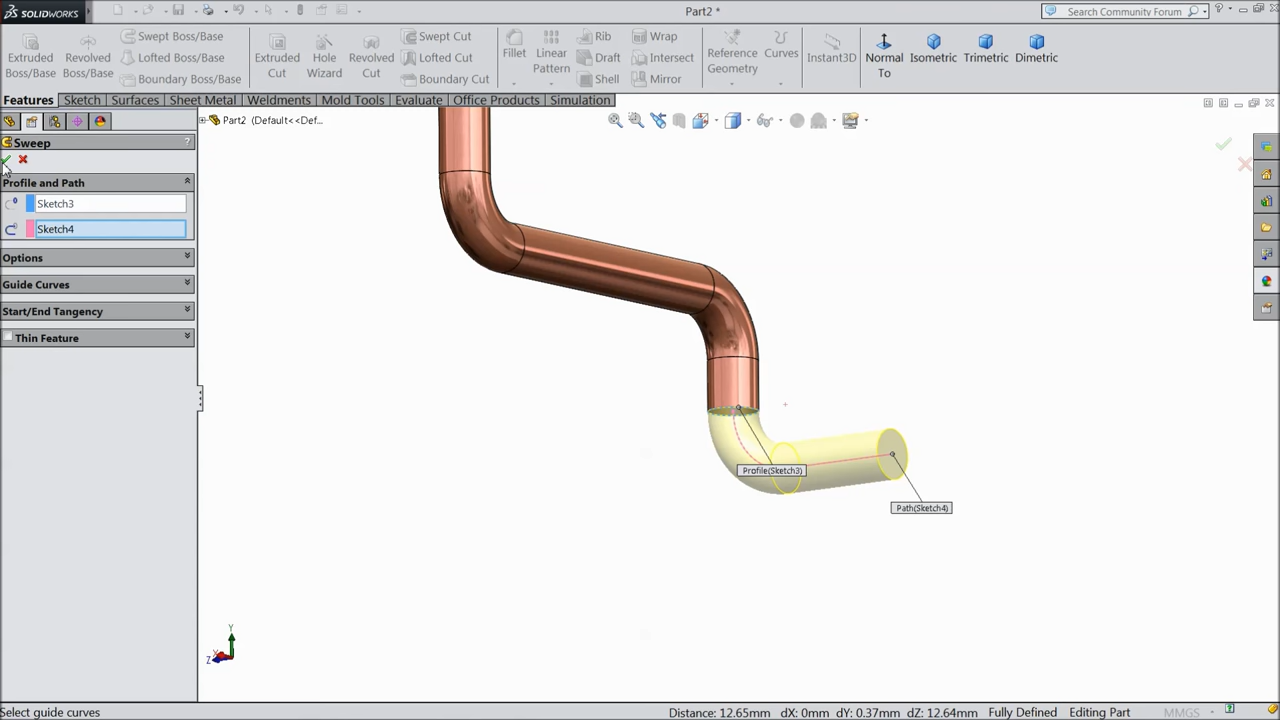 SOLIDWORKS
Part2 *
Search Community Forum
Extruded Boss/Base
Revolved Boss/Base
Swept Boss/Base
Lofted Boss/Base
Boundary Boss/Base
Extruded Cut
Hole Wizard
Revolved Cut
Swept Cut
Lofted Cut
Boundary Cut
Fillet
Linear Pattern
Rib
Draft
Shell
Wrap
Intersect
Mirror
Reference Geometry
Curves
Instant3D
Normal To
Isometric
Trimetric
Dimetric
Features
Sketch
Surfaces
Sheet Metal
Weldments
Mold Tools
Evaluate
Office Products
Simulation
Part2 (Default<<Def...
Sweep
?
Profile and Path
Sketch3
Sketch4
Options
Guide Curves
Start/End Tangency
Thin Feature
Profile(Sketch3)
Path(Sketch4)
Y
X
Z
Select guide curves
Distance: 12.65mm dX: 0mm dY: 0.37mm dZ: 12.64mm Fully Defined Editing Part MMGS